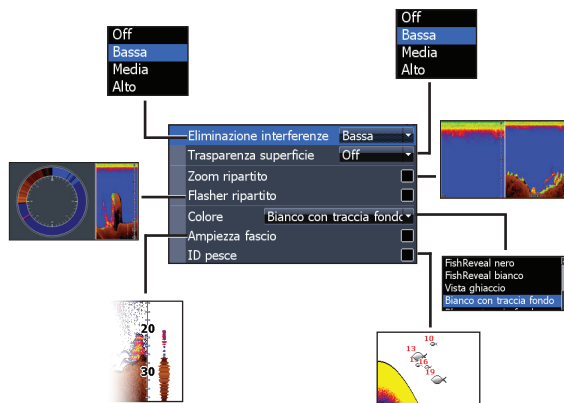 Off
Bassa
Media
Alto
Off
Bassa
Media
Alto
Eliminazione interferenze Bassa
Trasparenza superficie Off
Zoom ripartito
Flasher ripartito
Colore Bianco con traccia fondo
Ampiezza fascio
ID pesce
FishReveal nero
FishReveal bianco
Vista ghiaccio
Bianco con traccia fondo
20
30
10
13
16
19